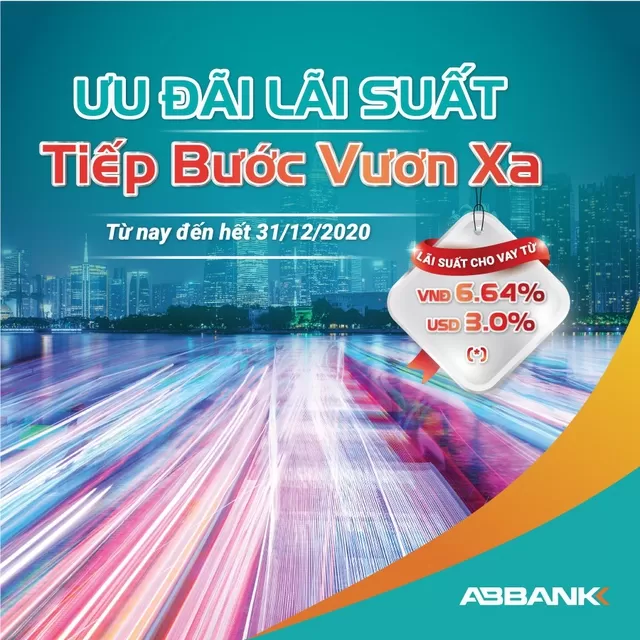 ƯU ĐÃI LÃI SUẤT
Tiếp Bước Vươn Xa
Từ nay đến hết 31/12/2020
LÃI SUẤT CHO VAY TỪ
VNĐ 6.64%
USD 3.0%
(*)
ABBANK